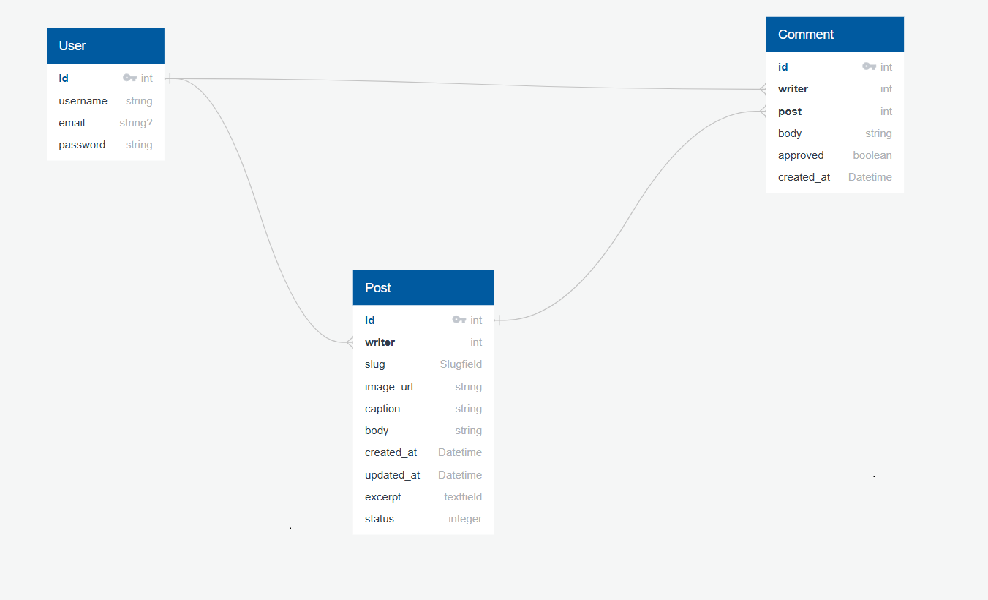 User
id int
username string
email string?
password string
Comment
id int
writer int
post int
body string
approved boolean
created_at Datetime
Post
id int
writer int
slug Slugfield
image_url string
caption string
body string
created_at Datetime
updated_at Datetime
excerpt textfield
status integer